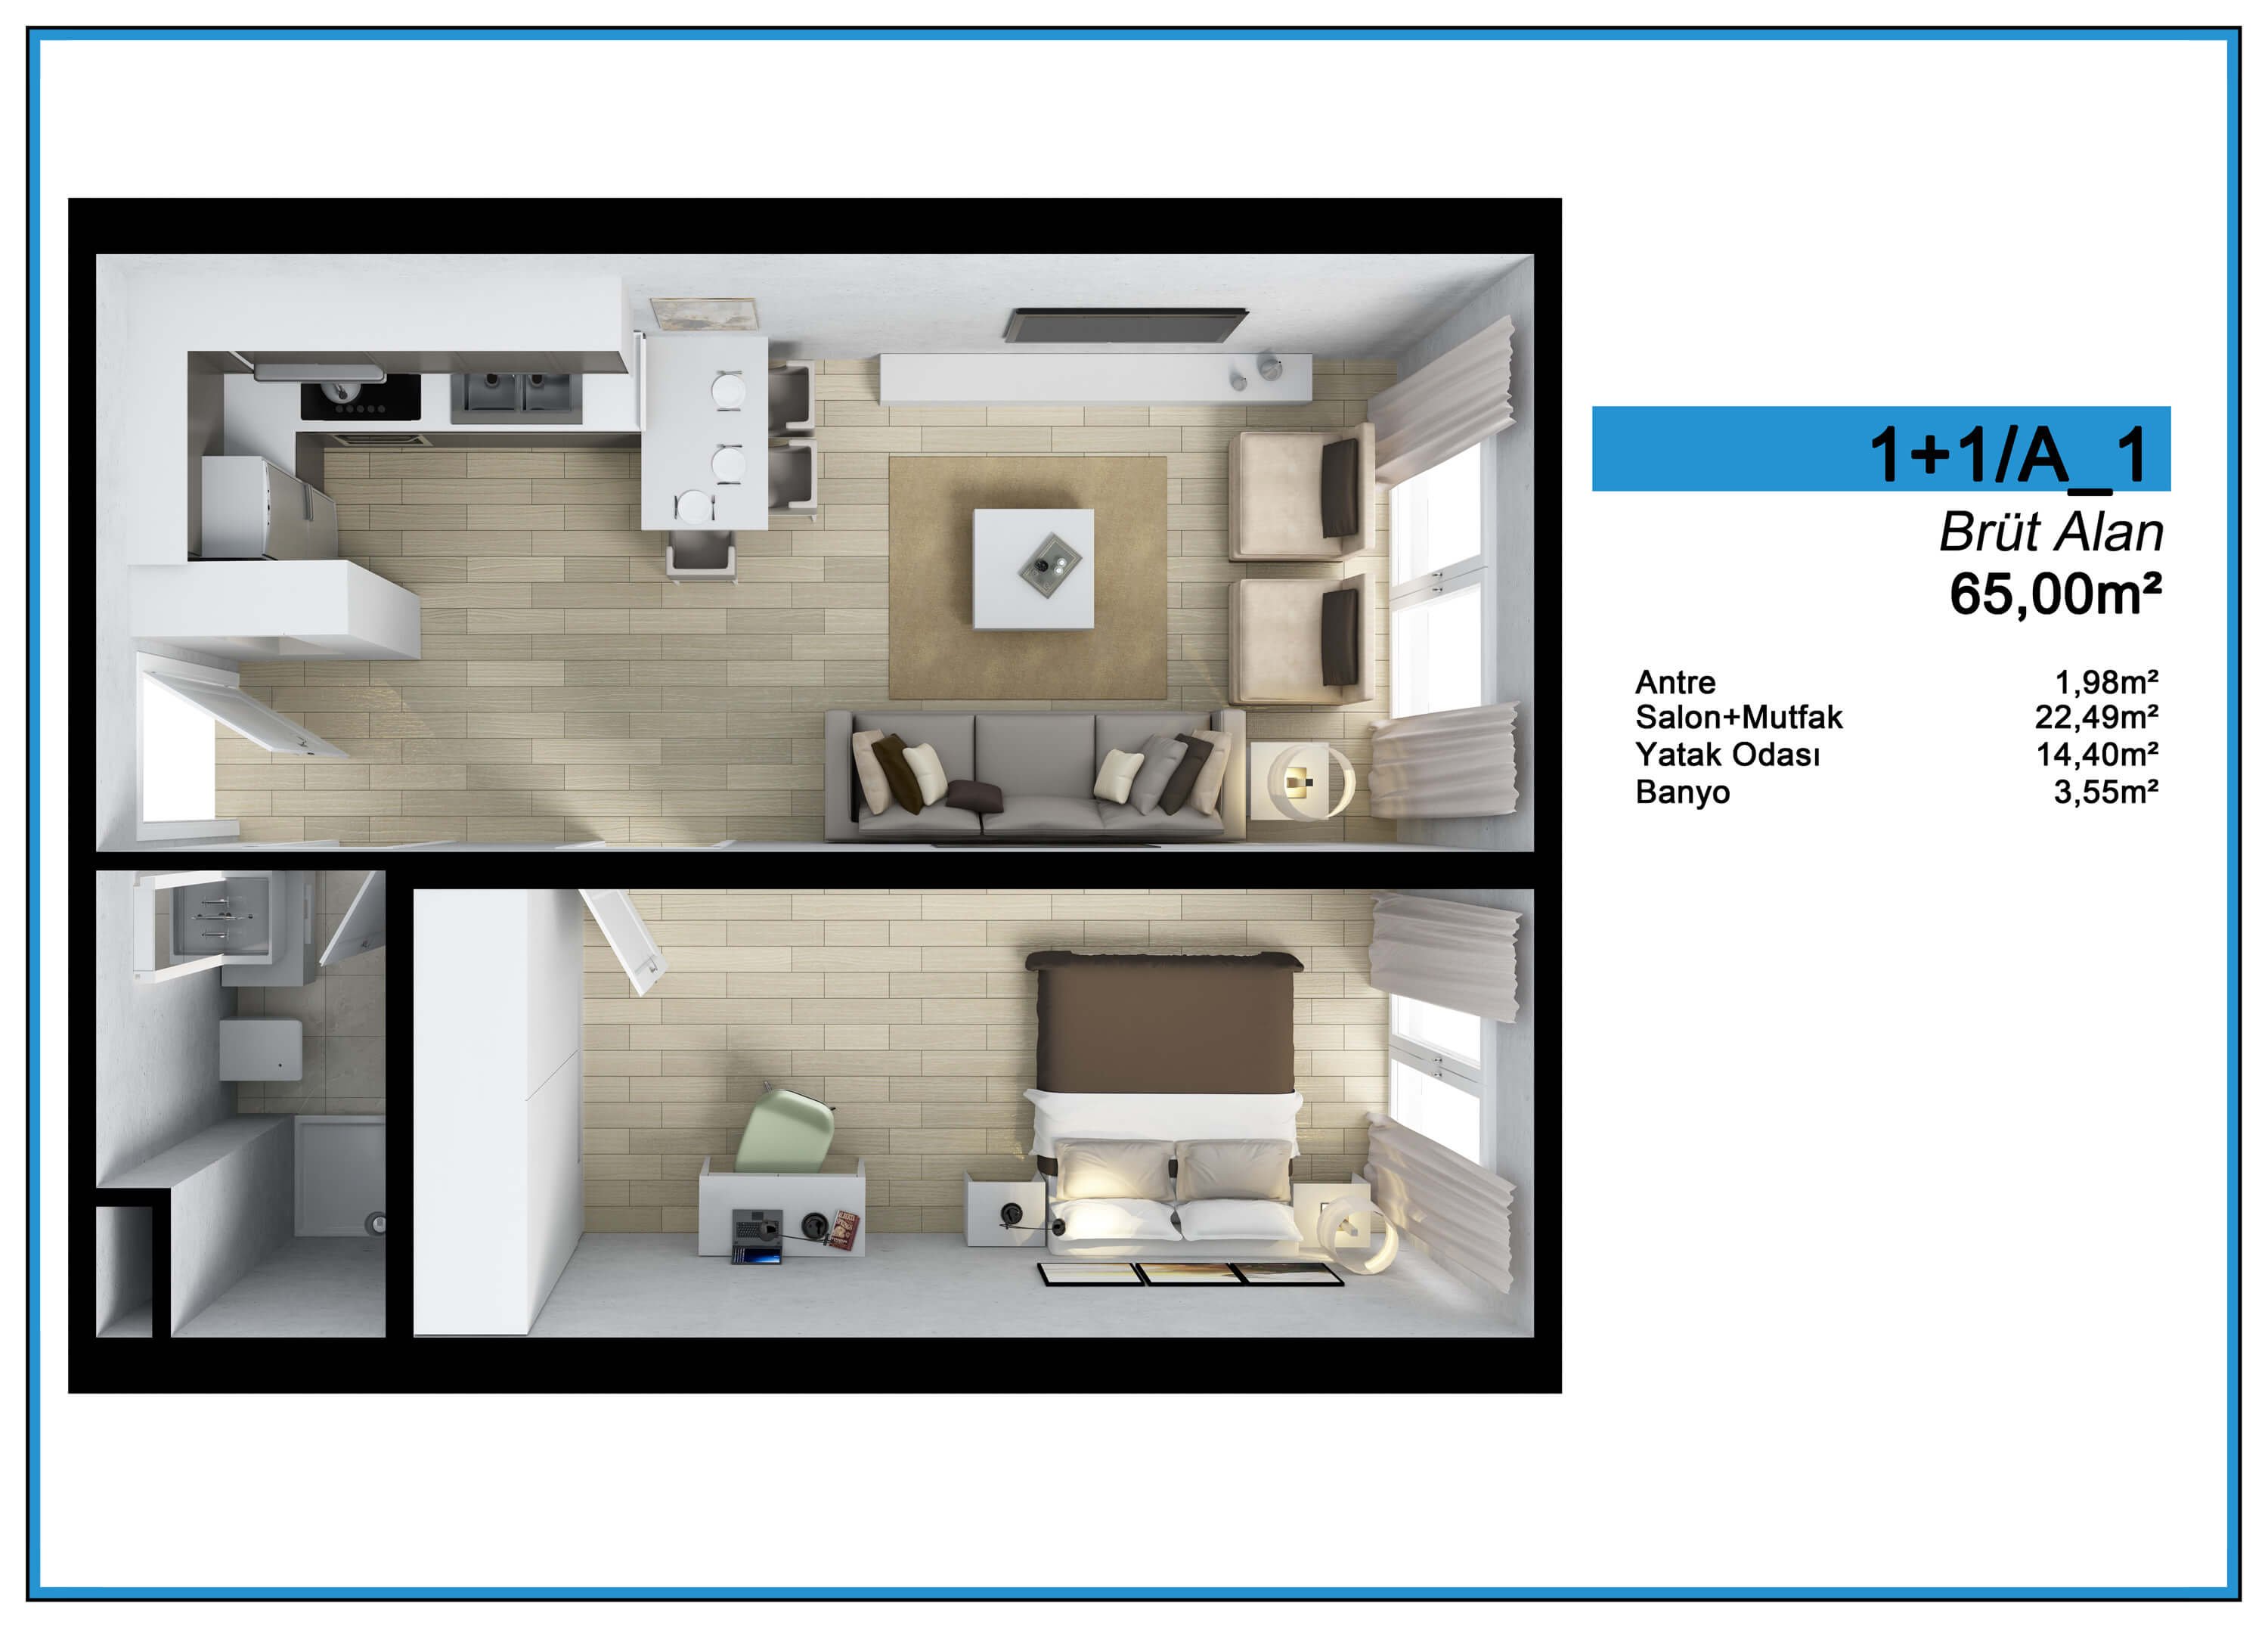 1+1/A_1
Brüt Alan
65,00m²
Antre 1,98m²
Salon+Mutfak 22,49m²
Yatak Odası 14,40m²
Banyo 3,55m²